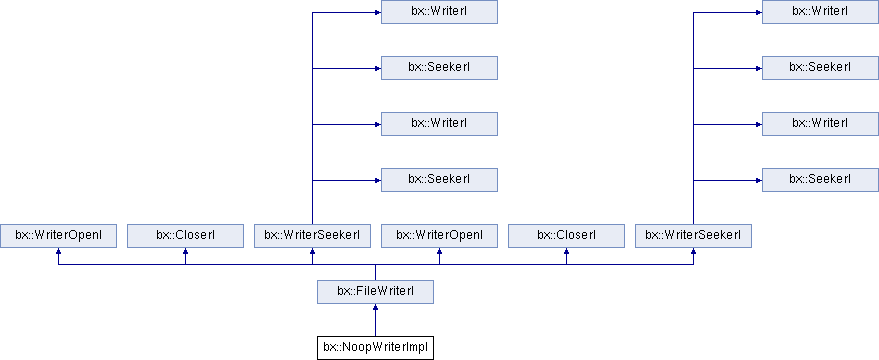 bx::WriterI
bx::WriterI
bx::SeekerI
bx::SeekerI
bx::WriterI
bx::WriterI
bx::SeekerI
bx::SeekerI
bx::WriterOpenI
bx::CloserI
bx::WriterSeekerI
bx::WriterOpenI
bx::CloserI
bx::WriterSeekerI
bx::FileWriterI
bx::NoopWriterImpl